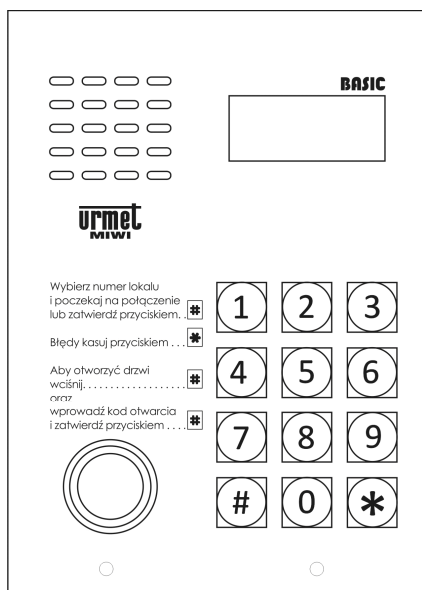 BASIC
urmet
MIWI
Wybierz numer lokalu
i poczekaj na połączenie
lub zatwierdź przyciskiem. . #
Błędy kasuj przyciskiem . . . *
Aby otworzyć drzwi
wciśnij. . . . . . . . . . . . . . . . . . #
oraz
wprowadź kod otwarcia
i zatwierdź przyciskiem . . . . #
1 2 3
4 5 6
7 8 9
# 0 *